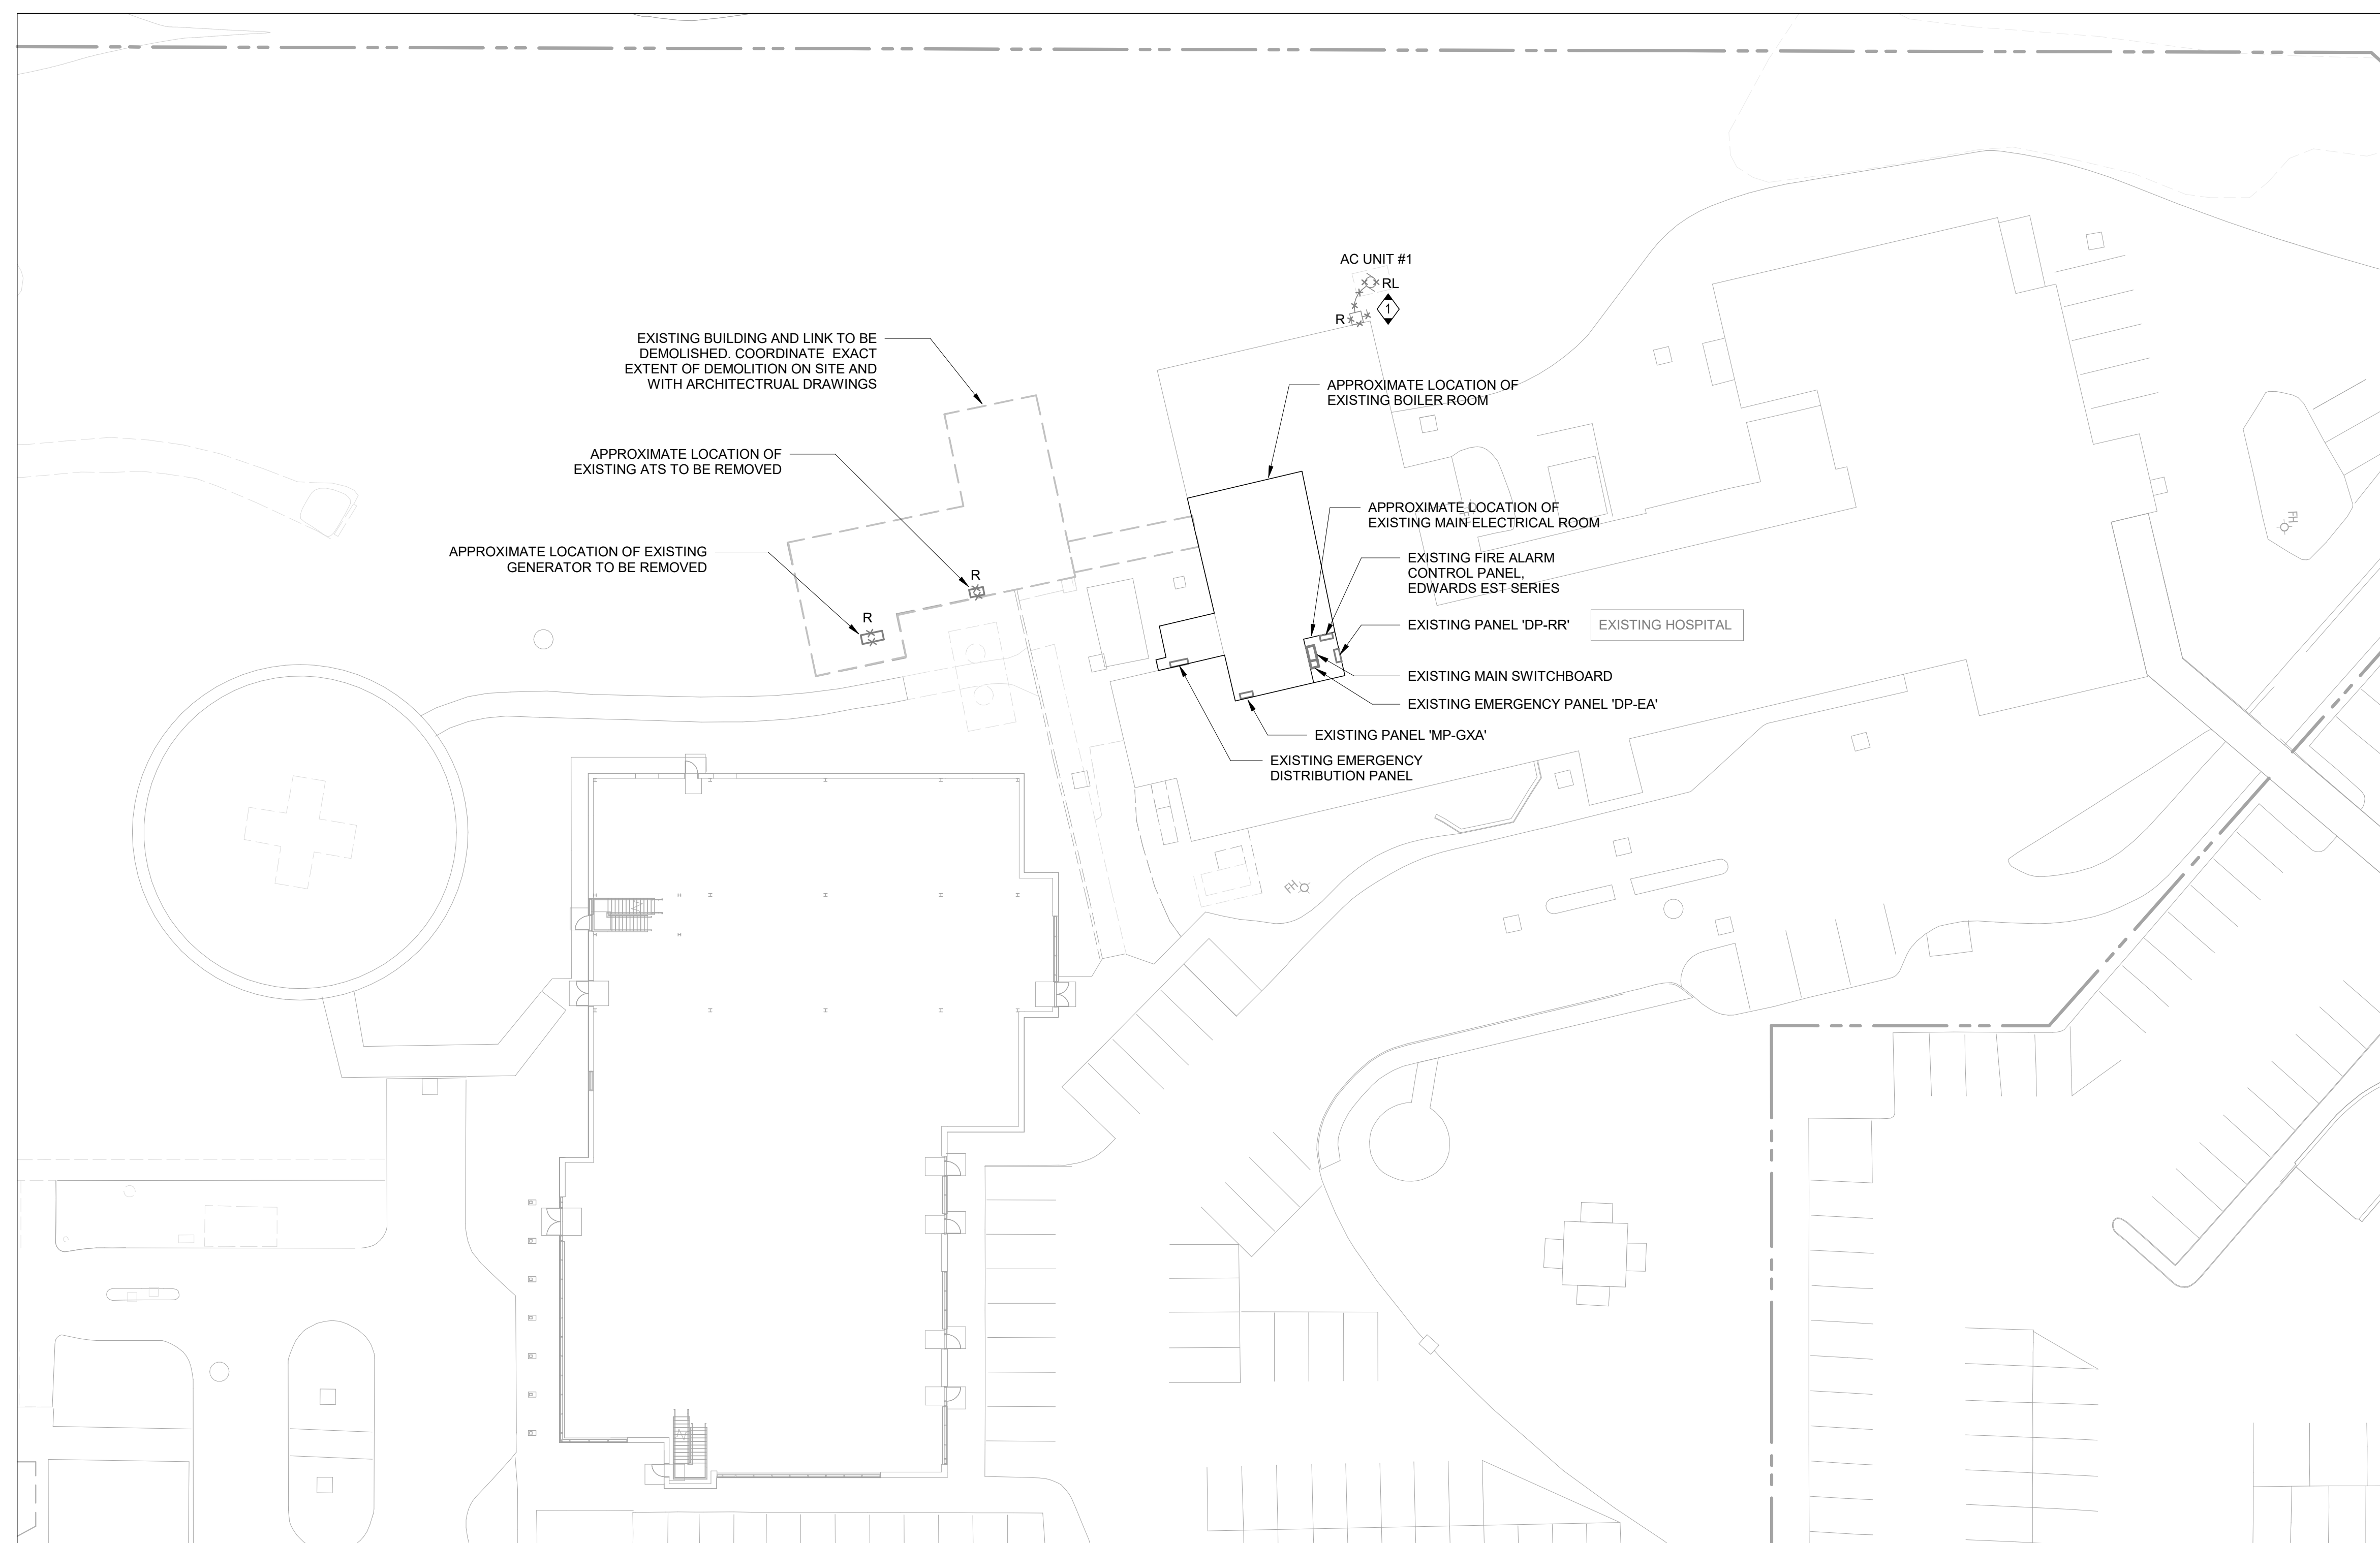 AC UNIT #1
RL
1
R
EXISTING BUILDING AND LINK TO BE
DEMOLISHED. COORDINATE EXACT
EXTENT OF DEMOLITION ON SITE AND
WITH ARCHITECTRUAL DRAWINGS
APPROXIMATE LOCATION OF
EXISTING BOILER ROOM
APPROXIMATE LOCATION OF
EXISTING ATS TO BE REMOVED
R
APPROXIMATE LOCATION OF
EXISTING MAIN ELECTRICAL ROOM
APPROXIMATE LOCATION OF EXISTING
GENERATOR TO BE REMOVED
R
EXISTING FIRE ALARM
CONTROL PANEL,
EDWARDS EST SERIES
EXISTING PANEL 'DP-RR'
EXISTING HOSPITAL
EXISTING MAIN SWITCHBOARD
EXISTING EMERGENCY PANEL 'DP-EA'
EXISTING PANEL 'MP-GXA'
EXISTING EMERGENCY
DISTRIBUTION PANEL
FH
FH